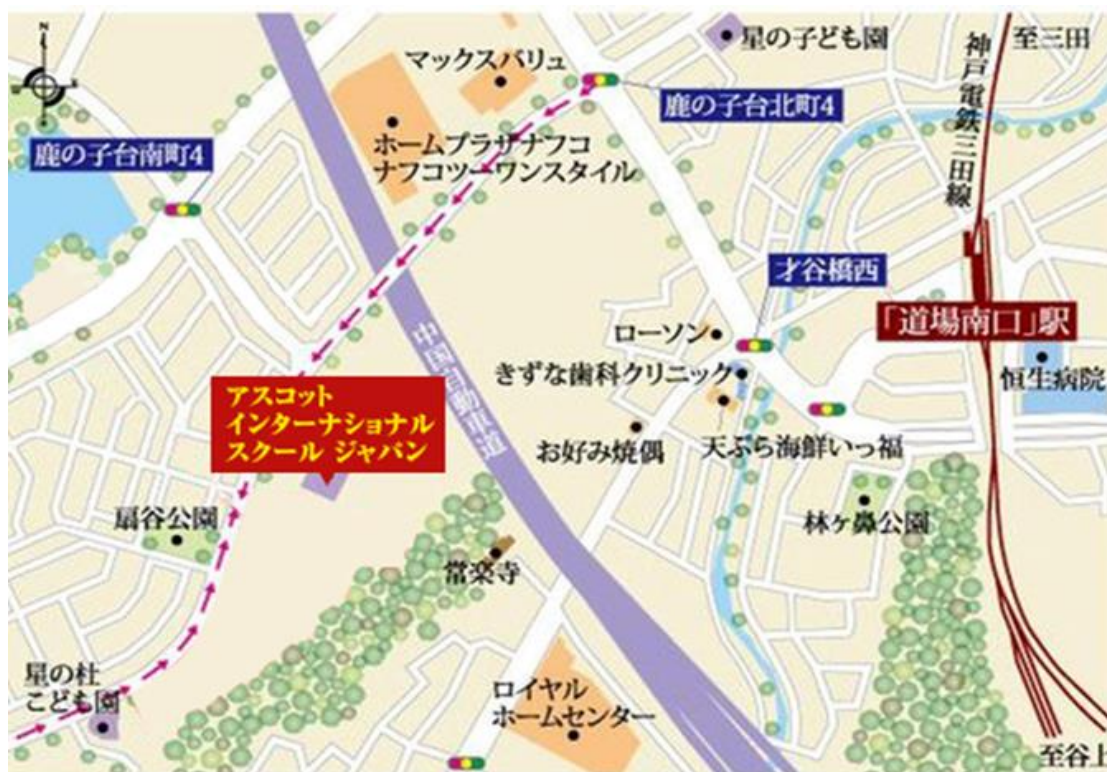 N
星の子ども園
至三田
神戸電鉄三田線
マックスバリュ
鹿の子台北町4
ホームプラザナフコ
ナフコツーワンスタイル
鹿の子台南町4
才谷橋西
「道場南口」駅
ローソン
きずな歯科クリニック
恒生病院
中国自動車道
アスコット
インターナショナル
スクール ジャパン
お好み焼偶
天ぷら海鮮いっ福
扇谷公園
林ヶ鼻公園
常楽寺
星の杜
こども園
ロイヤル
ホームセンター
至谷上